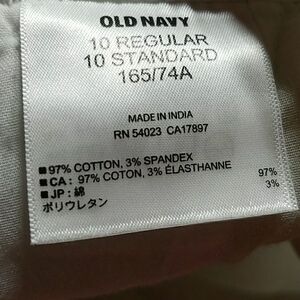 OLD NAVY
10 REGULAR
10 STANDARD
165/74A
MADE IN INDIA
RN 54023 CA17897
■97% COTTON, 3% SPANDEX
■CA: 97% COTON, 3% ÉLASTHANNE
■JP: 綿 97%
ポリウレタン 3%